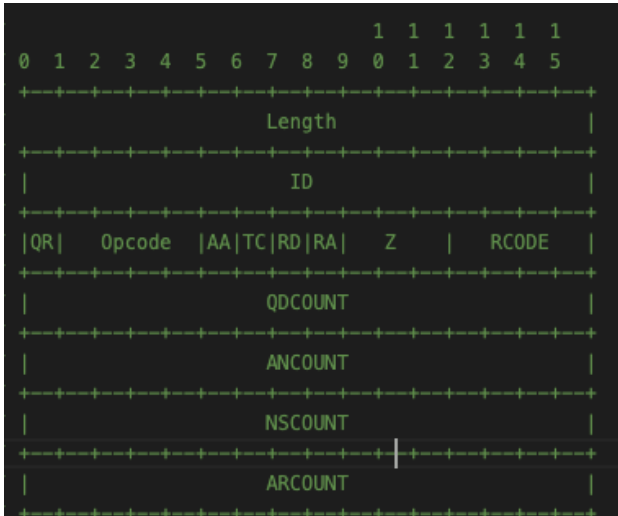 1 1 1 1 1 1
0 1 2 3 4 5 6 7 8 9 0 1 2 3 4 5
+--+--+--+--+--+--+--+--+--+--+--+--+--+--+--+--+
Length |
+--+--+--+--+--+--+--+--+--+--+--+--+--+--+--+--+
| ID |
+--+--+--+--+--+--+--+--+--+--+--+--+--+--+--+--+
|QR| Opcode |AA|TC|RD|RA| Z | RCODE |
+--+--+--+--+--+--+--+--+--+--+--+--+--+--+--+--+
| QDCOUNT |
+--+--+--+--+--+--+--+--+--+--+--+--+--+--+--+--+
| ANCOUNT |
+--+--+--+--+--+--+--+--+--+--+--+--+--+--+--+--+
| NSCOUNT |
+--+--+--+--+--+--+--+--+--+--+--+--+--+--+--+--+
| ARCOUNT |
+--+--+--+--+--+--+--+--+--+--+--+--+--+--+--+--+